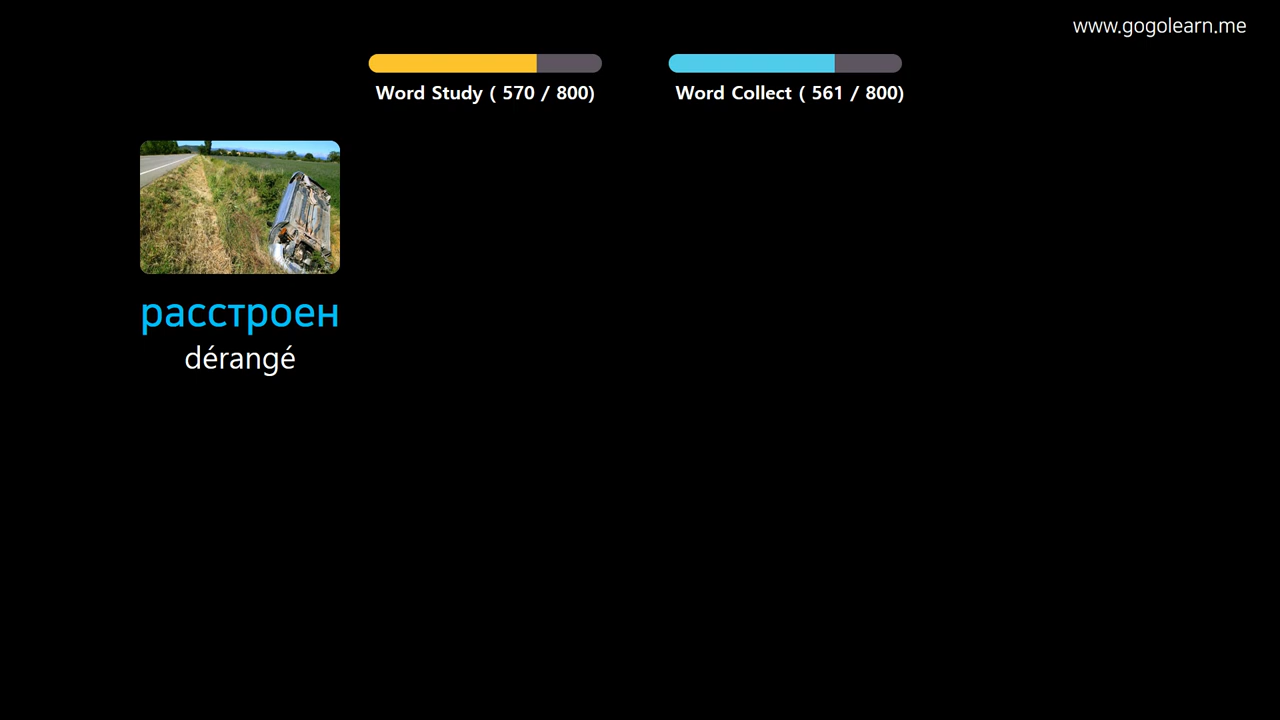 www.gogolearn.me
Word Study ( 570 / 800)
Word Collect ( 561 / 800)
расстроен
dérangé